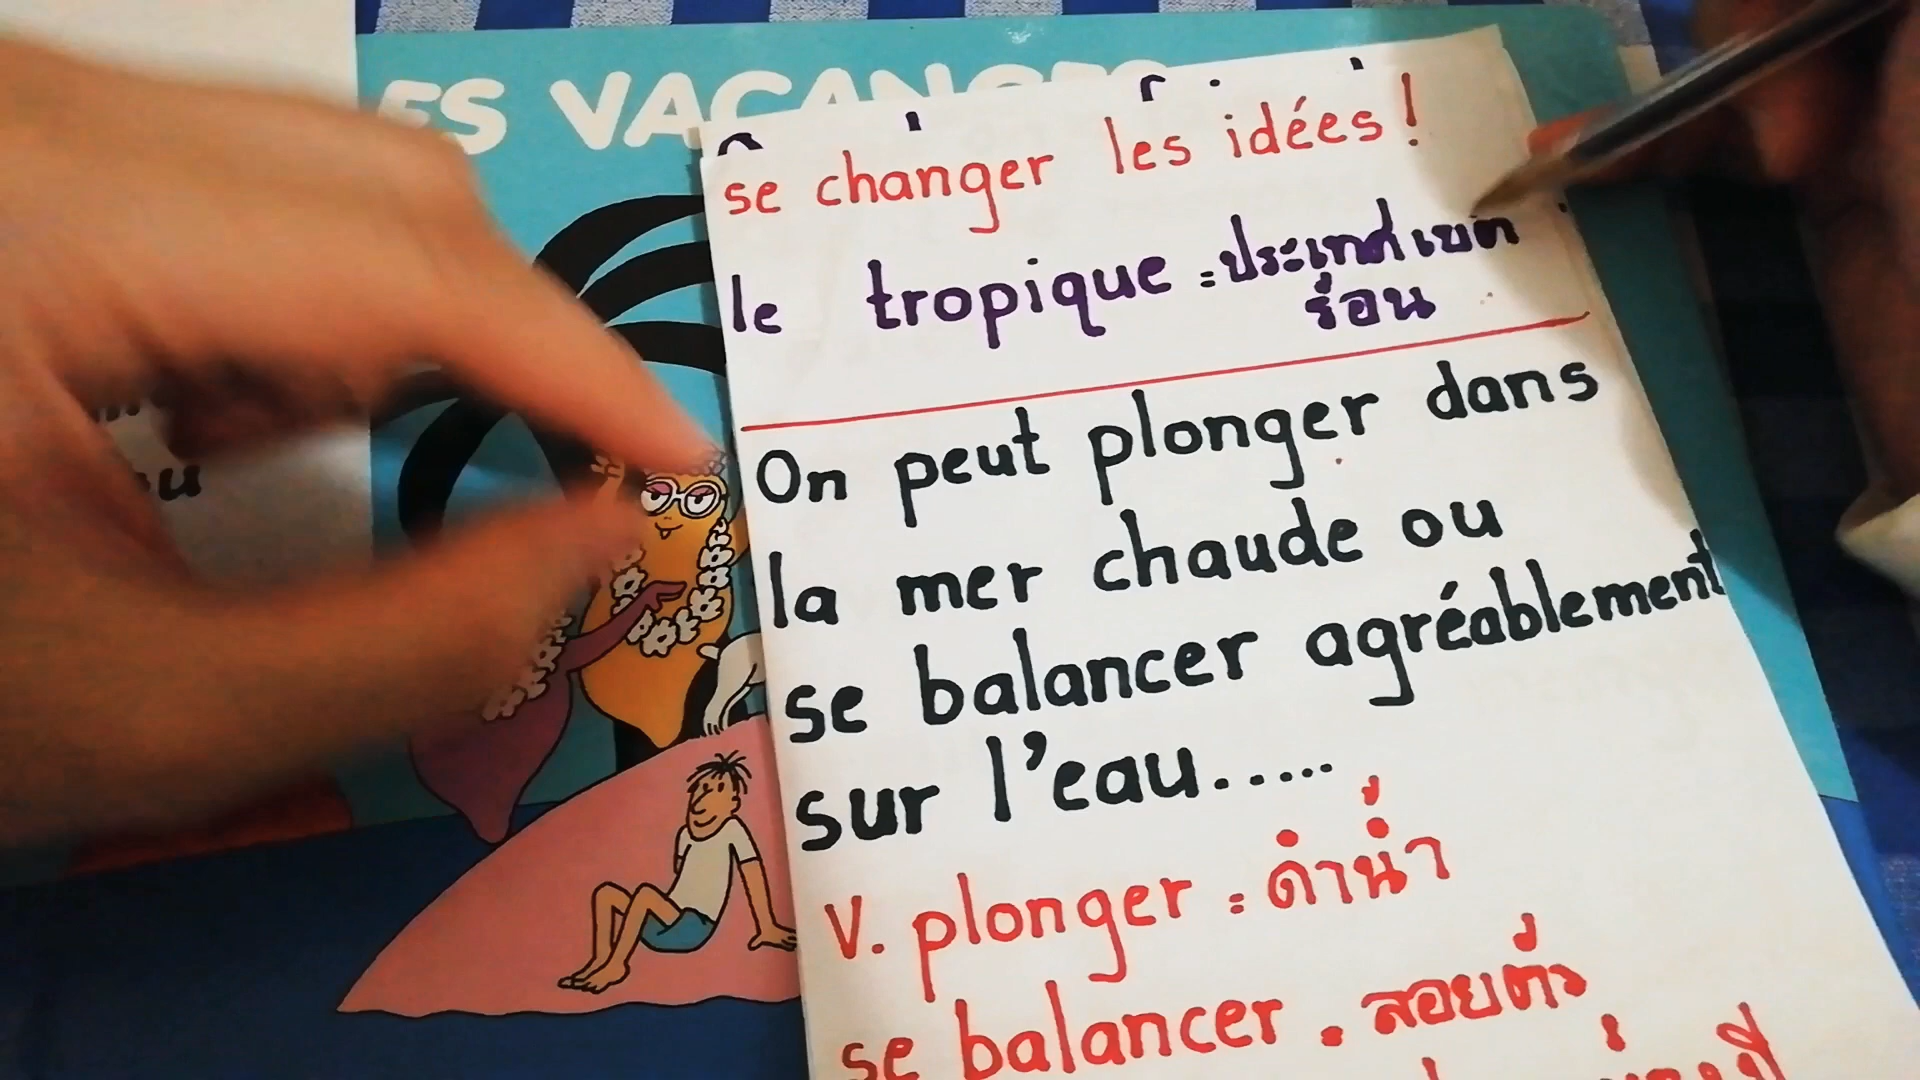 ES VACANCES
se changer les idées!
le tropique = ประเทศเขต
ร้อน
On peut plonger dans
la mer chaude ou
se balancer agréablement
sur l'eau.....
V. plonger = ดำน้ำ
se balancer = ลอยตัว